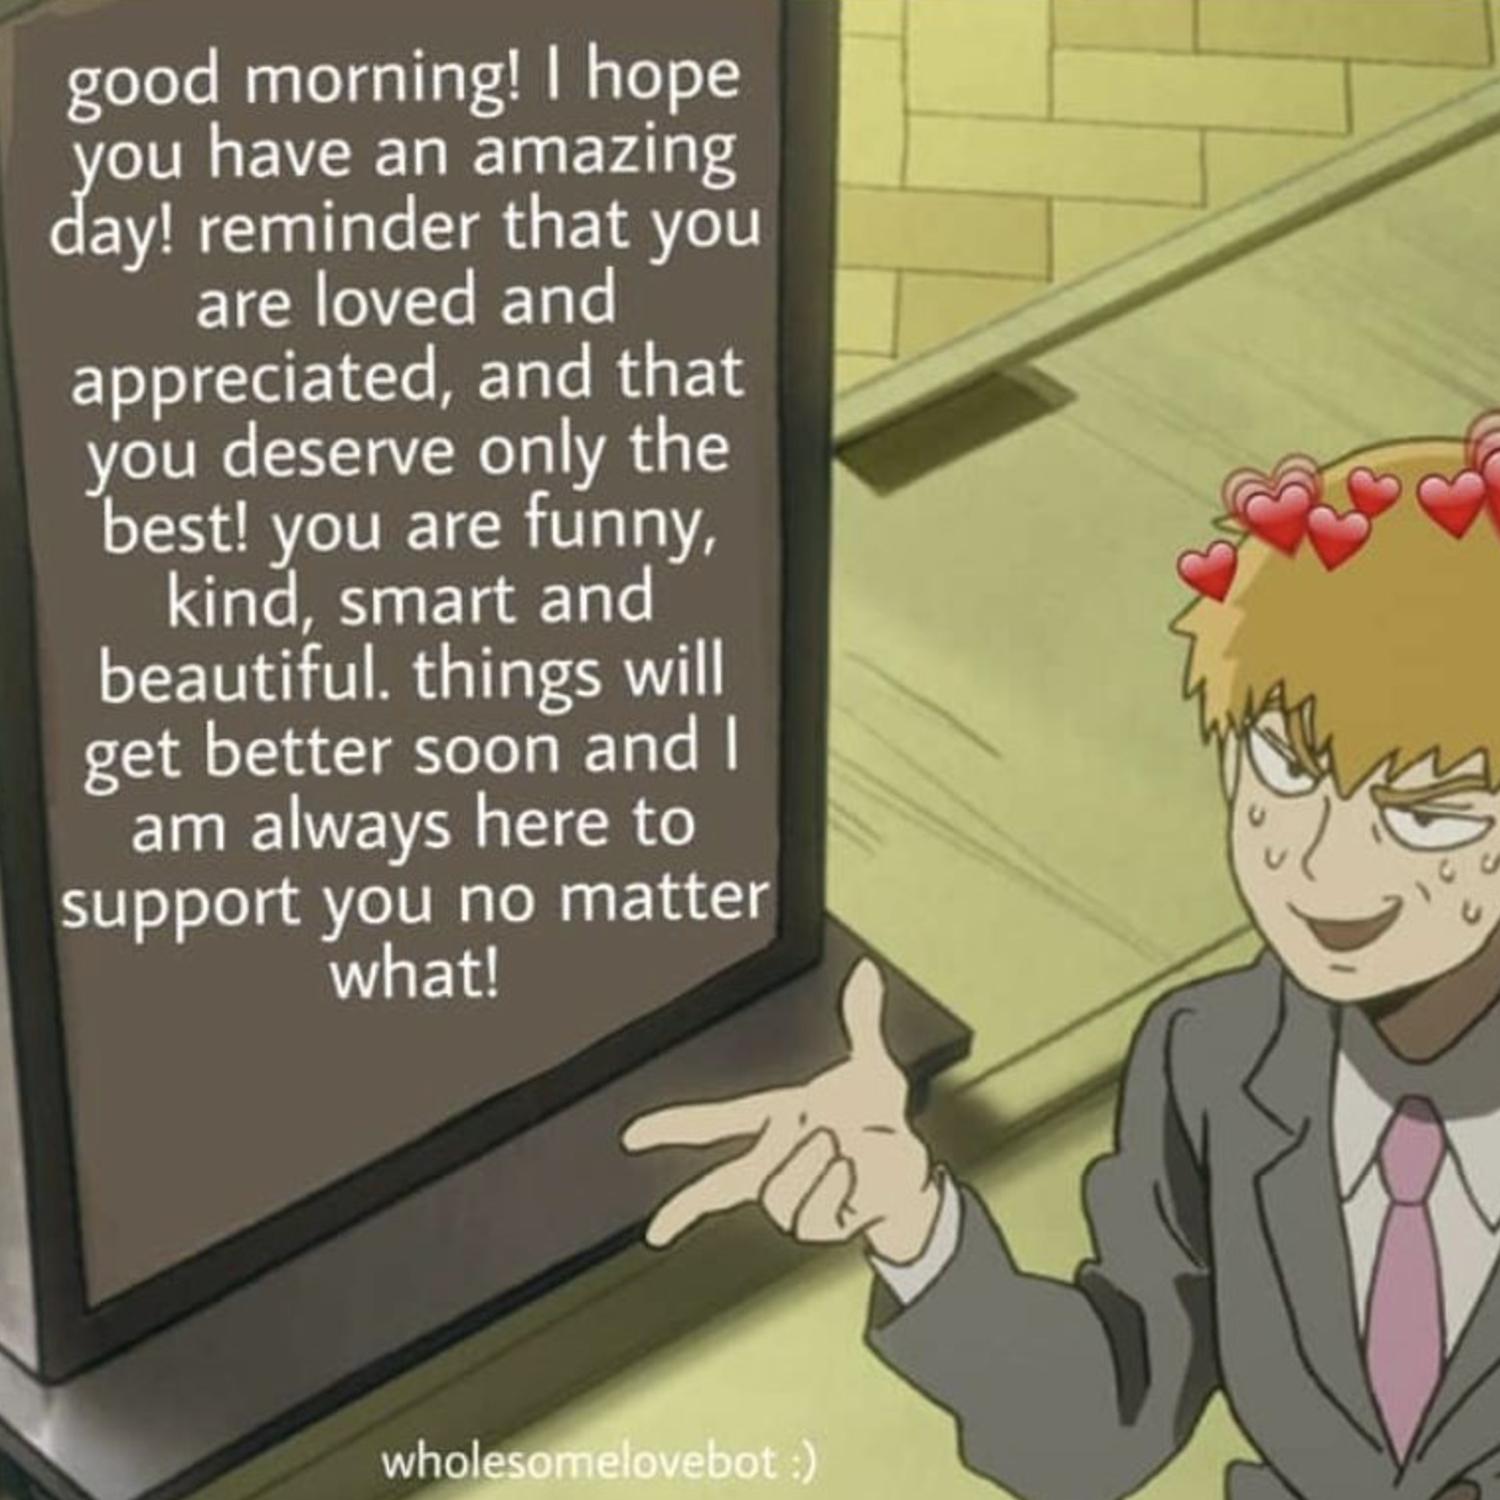 good morning! I hope
you have an amazing
day! reminder that you
are loved and
appreciated, and that
you deserve only the
best! you are funny,
kind, smart and
beautiful. things will
get better soon and I
am always here to
support you no matter
what!
wholesomelovebot :)